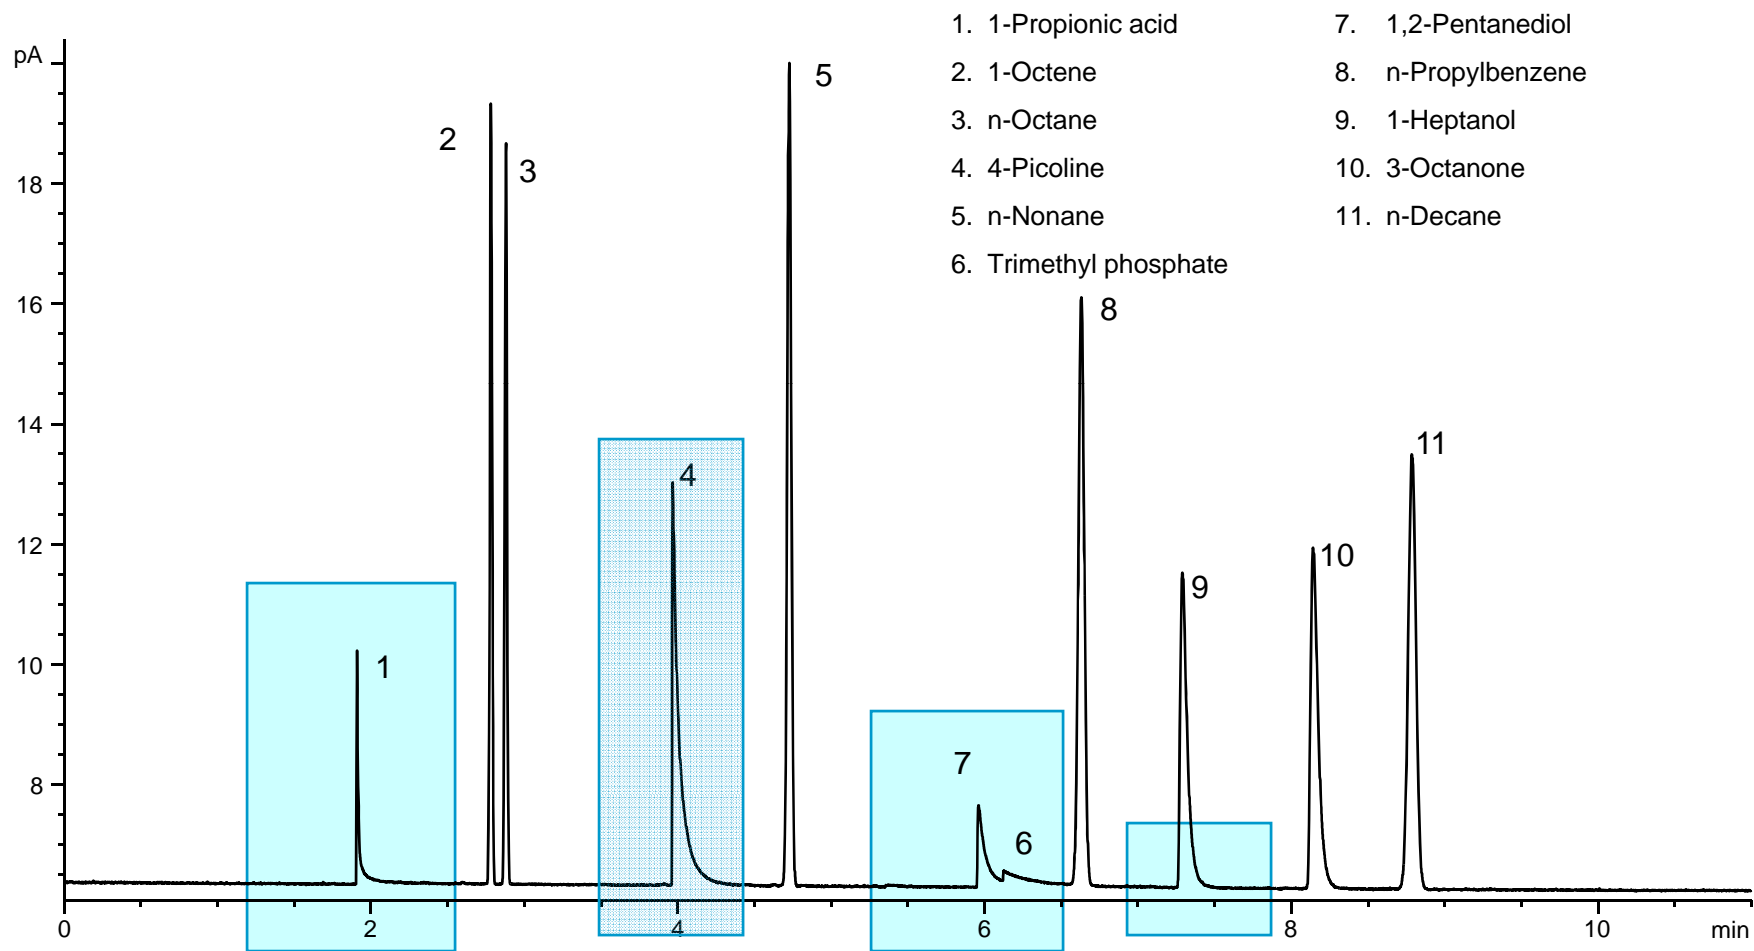 1. 1-Propionic acid
2. 1-Octene
3. n-Octane
4. 4-Picoline
5. n-Nonane
6. Trimethyl phosphate
7. 1,2-Pentanediol
8. n-Propylbenzene
9. 1-Heptanol
10. 3-Octanone
11. n-Decane
pA
18
16
14
12
10
8
1
2
3
4
5
7
6
8
9
10
11
0 2 4 6 8 10 min